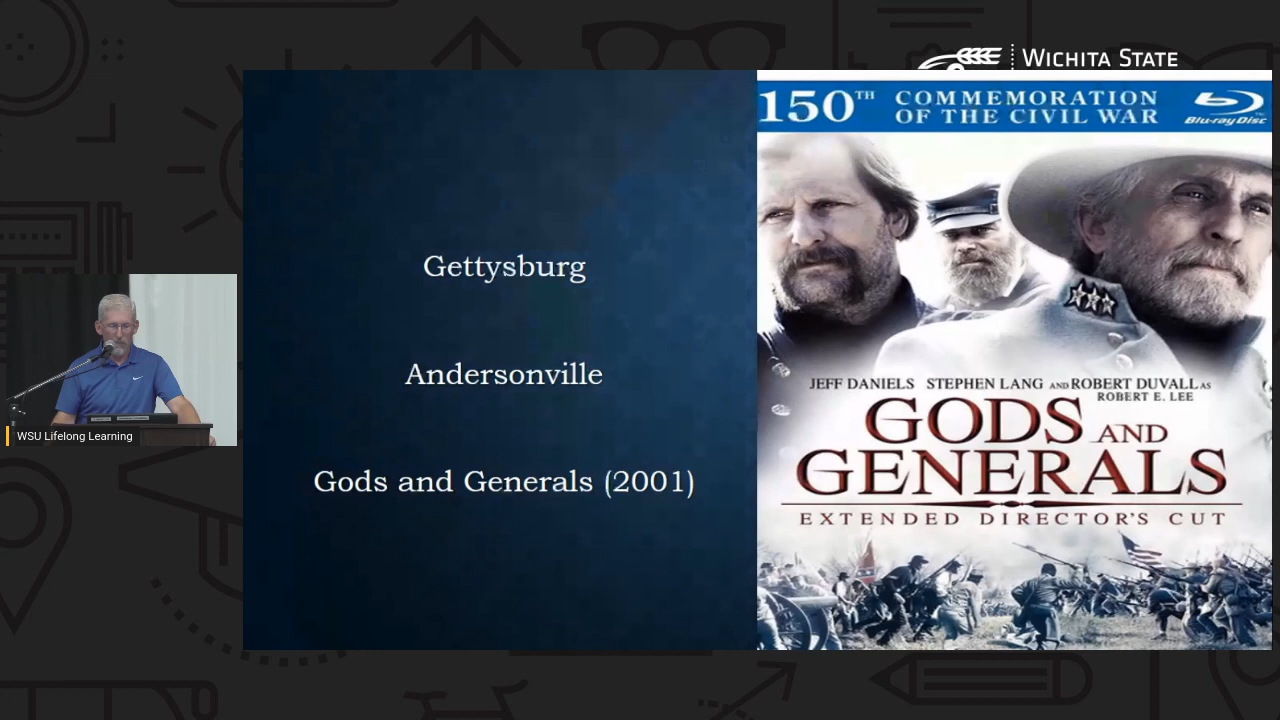 WICHITA STATE
Gettysburg
Andersonville
Gods and Generals (2001)
150TH COMMEMORATION
OF THE CIVIL WAR
Blu-ray Disc
JEFF DANIELS STEPHEN LANG AND ROBERT DUVALL AS
ROBERT E. LEE
GODS AND
GENERALS
EXTENDED DIRECTOR'S CUT
WSU Lifelong Learning